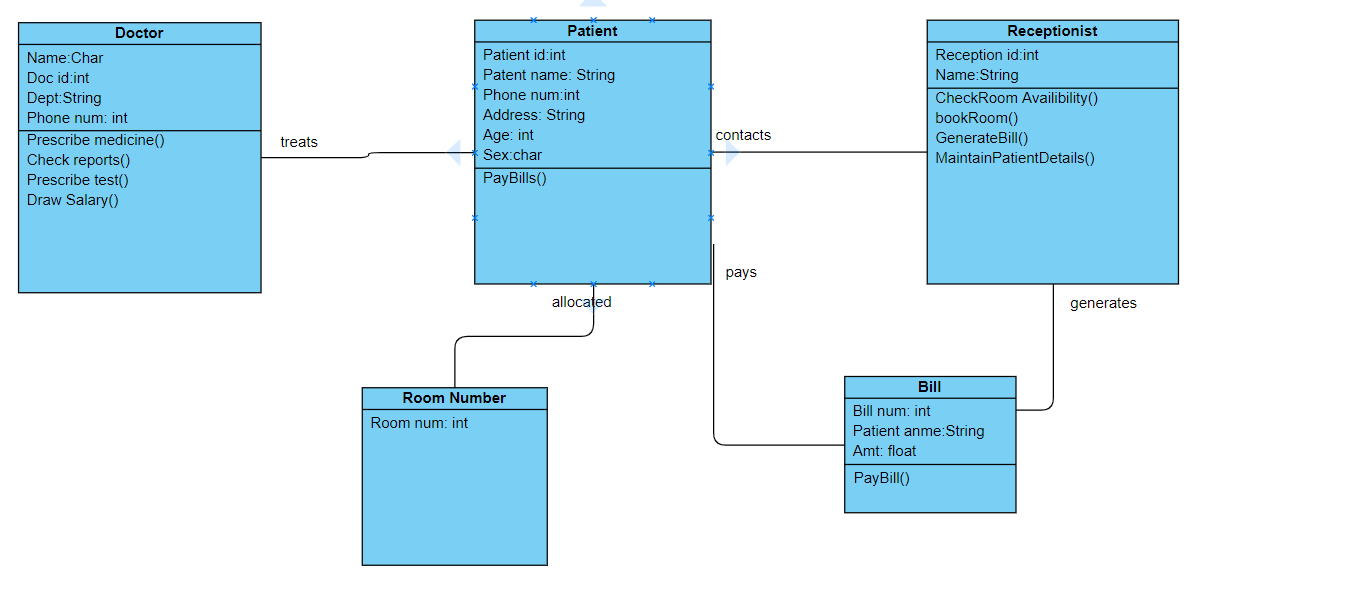 Doctor
Name:Char
Doc id:int
Dept:String
Phone num: int
Prescribe medicine()
Check reports()
Prescribe test()
Draw Salary()
treats
Patient
Patient id:int
Patent name: String
Phone num:int
Address: String
Age: int
Sex:char
PayBills()
contacts
Receptionist
Reception id:int
Name:String
CheckRoom Availibility()
bookRoom()
GenerateBill()
MaintainPatientDetails()
pays
allocated
generates
Room Number
Room num: int
Bill
Bill num: int
Patient anme:String
Amt: float
PayBill()